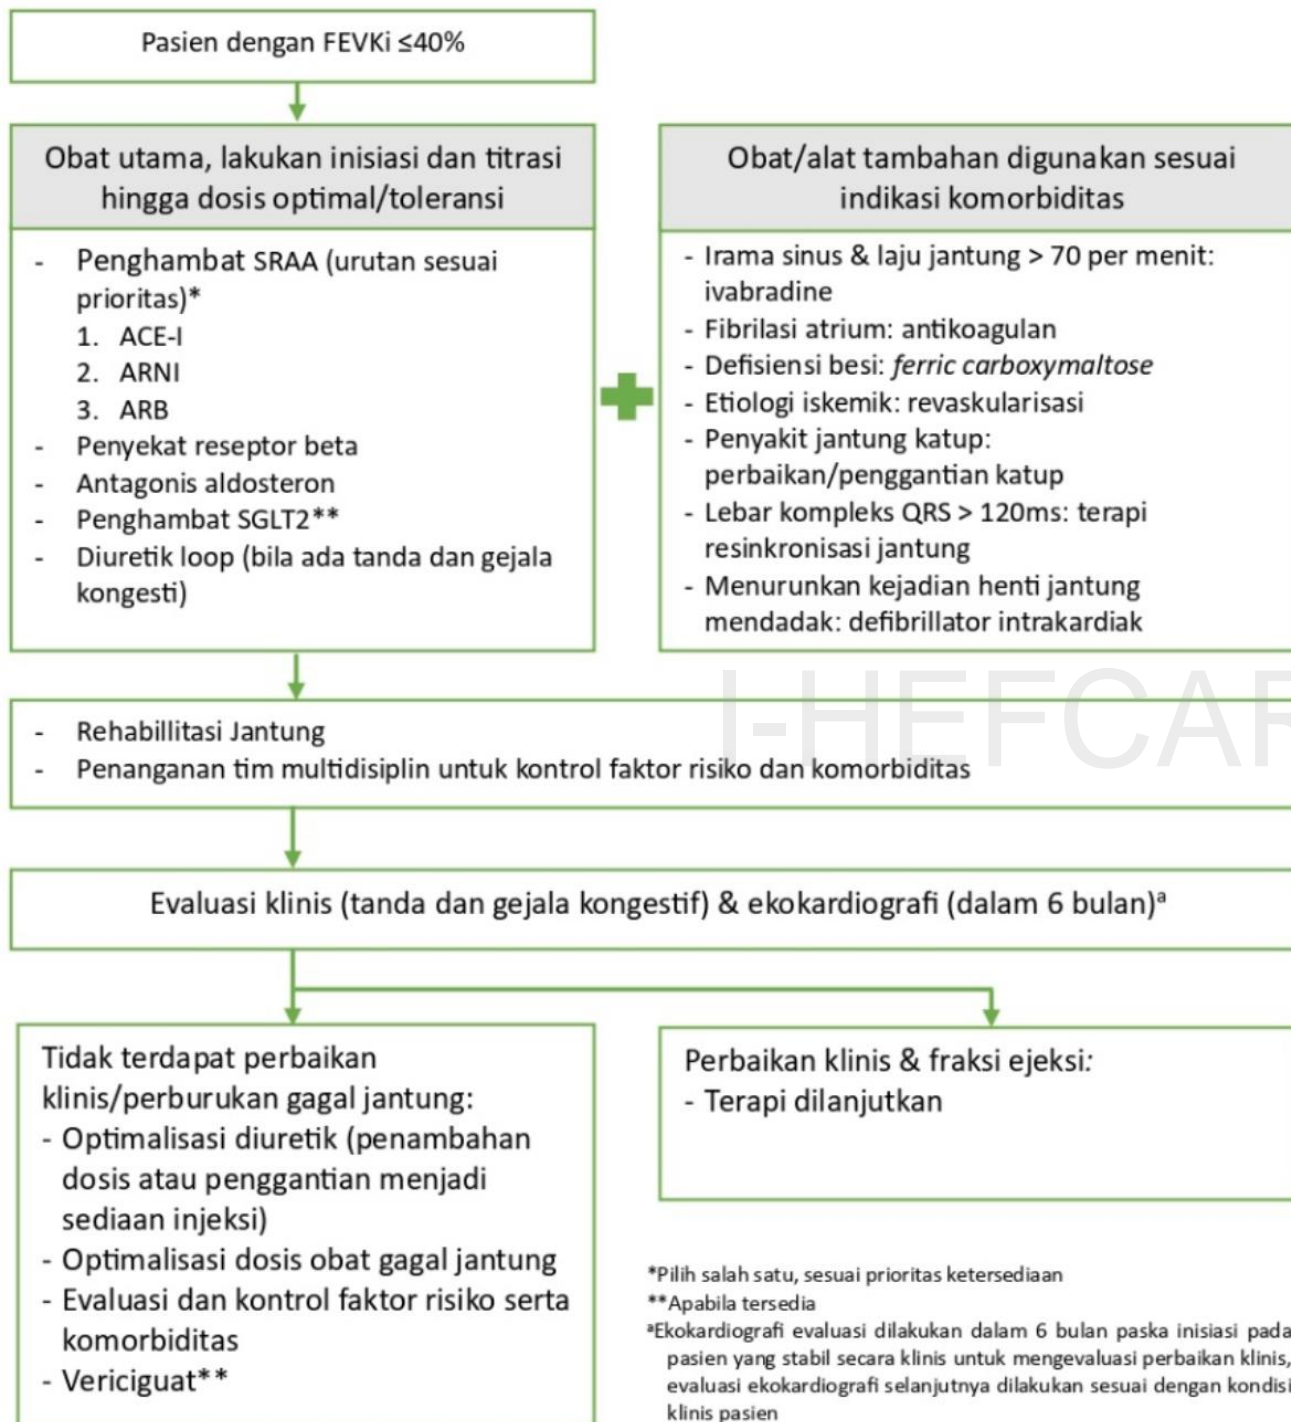 Pasien dengan FEVKi ≤40%
Obat utama, lakukan inisiasi dan titrasi
hingga dosis optimal/toleransi
- Penghambat SRAA (urutan sesuai
prioritas)*
1. ACE-I
2. ARNI
3. ARB
- Penyekat reseptor beta
- Antagonis aldosteron
- Penghambat SGLT2**
- Diuretik loop (bila ada tanda dan gejala
kongesti)
Obat/alat tambahan digunakan sesuai
indikasi komorbiditas
- Irama sinus & laju jantung > 70 per menit:
ivabradine
- Fibrilasi atrium: antikoagulan
- Defisiensi besi: ferric carboxymaltose
- Etiologi iskemik: revaskularisasi
- Penyakit jantung katup:
perbaikan/penggantian katup
- Lebar kompleks QRS > 120ms: terapi
resinkronisasi jantung
- Menurunkan kejadian henti jantung
mendadak: defibrillator intrakardiak
I-HEFCAR
- Rehabillitasi Jantung
- Penanganan tim multidisiplin untuk kontrol faktor risiko dan komorbiditas
Evaluasi klinis (tanda dan gejala kongestif) & ekokardiografi (dalam 6 bulan)ᵃ
Tidak terdapat perbaikan
klinis/perburukan gagal jantung:
- Optimalisasi diuretik (penambahan
dosis atau penggantian menjadi
sediaan injeksi)
- Optimalisasi dosis obat gagal jantung
- Evaluasi dan kontrol faktor risiko serta
komorbiditas
- Vericiguat**
Perbaikan klinis & fraksi ejeksi:
- Terapi dilanjutkan
*Pilih salah satu, sesuai prioritas ketersediaan
**Apabila tersedia
ᵃEkokardiografi evaluasi dilakukan dalam 6 bulan paska inisiasi pada
pasien yang stabil secara klinis untuk mengevaluasi perbaikan klinis,
evaluasi ekokardiografi selanjutnya dilakukan sesuai dengan kondisi
klinis pasien